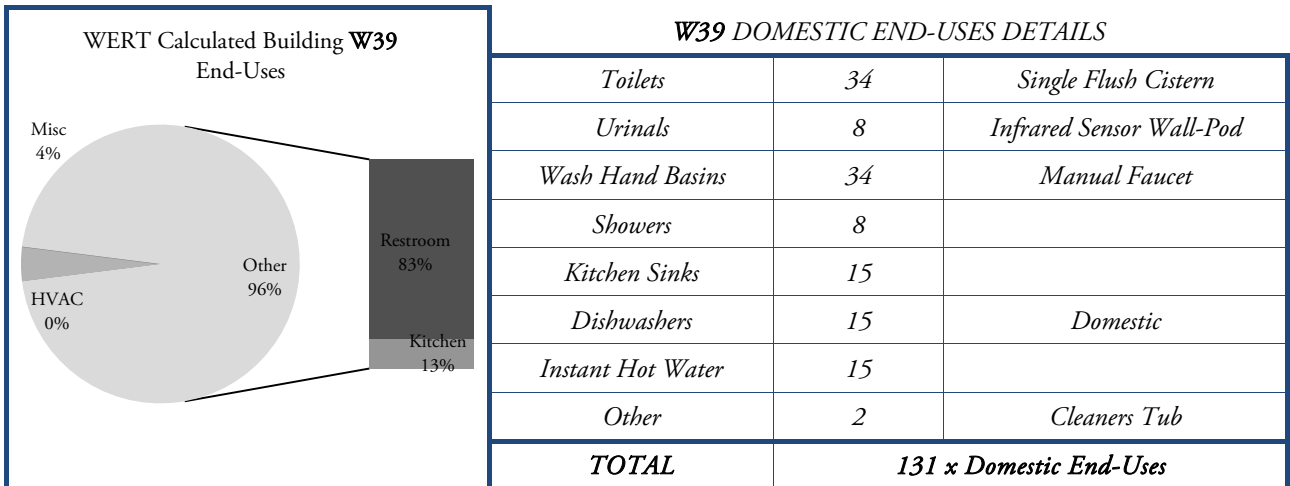 WERT Calculated Building W39
End-Uses
Misc
4%
HVAC
0%
Other
96%
Restroom
83%
Kitchen
13%
W39 DOMESTIC END-USES DETAILS
Toilets 34 Single Flush Cistern
Urinals 8 Infrared Sensor Wall-Pod
Wash Hand Basins 34 Manual Faucet
Showers 8
Kitchen Sinks 15
Dishwashers 15 Domestic
Instant Hot Water 15
Other 2 Cleaners Tub
TOTAL 131 x Domestic End-Uses